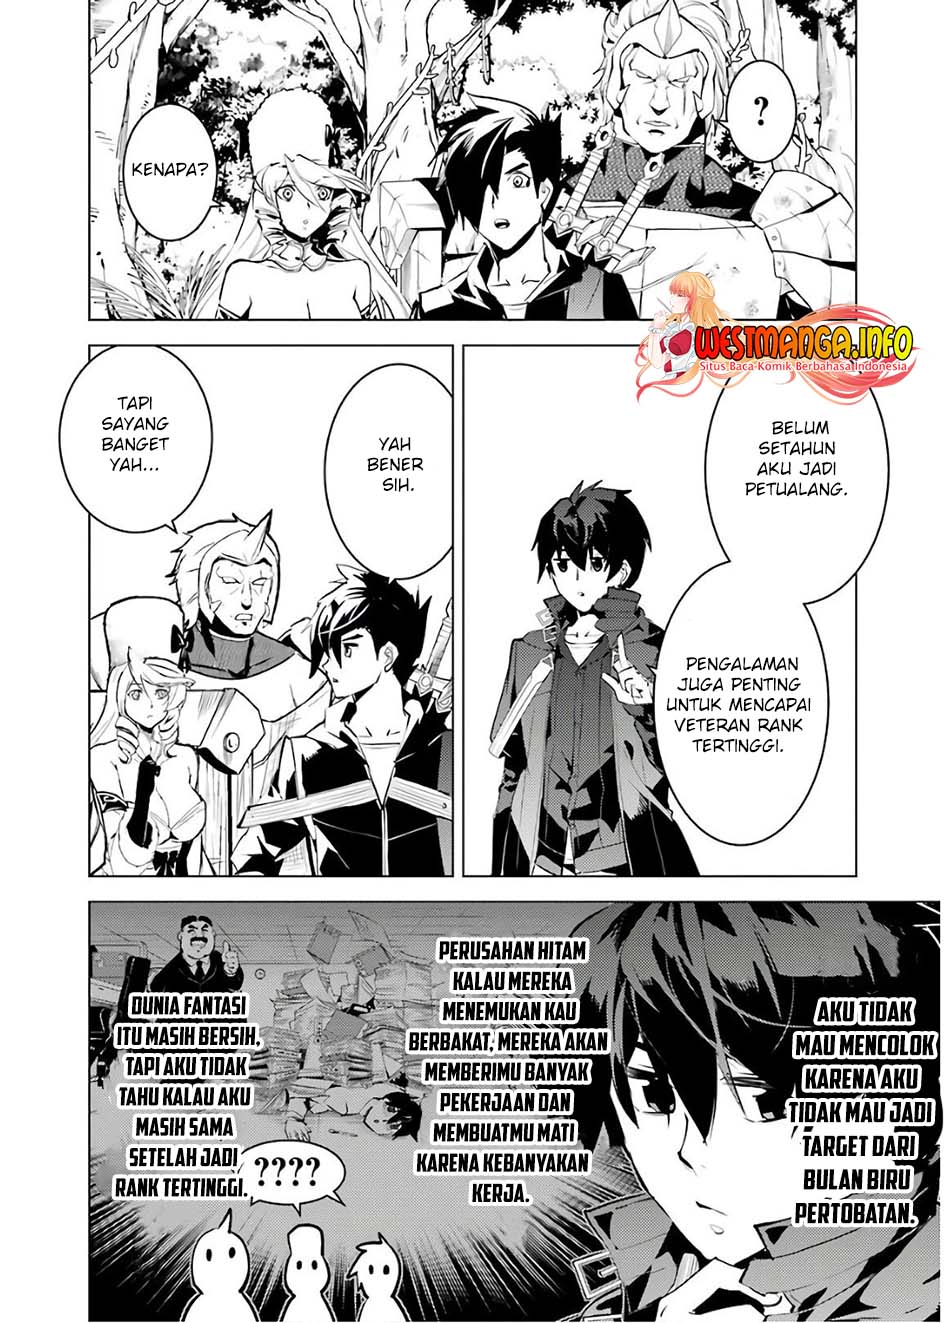 ?
KENAPA?
WESTMANGA.INFO
Situs Baca Komik Berbahasa Indonesia
BELUM
SETAHUN
AKU JADI
PETUALANG.
PENGALAMAN
JUGA PENTING
UNTUK MENCAPAI
VETERAN RANK
TERTINGGI.
YAH
BENER
SIH.
TAPI
SAYANG
BANGET
YAH...
AKU TIDAK
MAU MENCOLOK
KARENA AKU
TIDAK MAU JADI
TARGET DARI
BULAN BIRU
PERTOBATAN.
PERUSAHAN HITAM
KALAU MEREKA
MENEMUKAN KAU
BERBAKAT, MEREKA AKAN
MEMBERIMU BANYAK
PEKERJAAN DAN
MEMBUATMU MATI
KARENA KEBANYAKAN
KERJA.
DUNIA FANTASI
ITU MASIH BERSIH,
TAPI AKU TIDAK
TAHU KALAU AKU
MASIH SAMA
SETELAH JADI
RANK TERTINGGI.
????